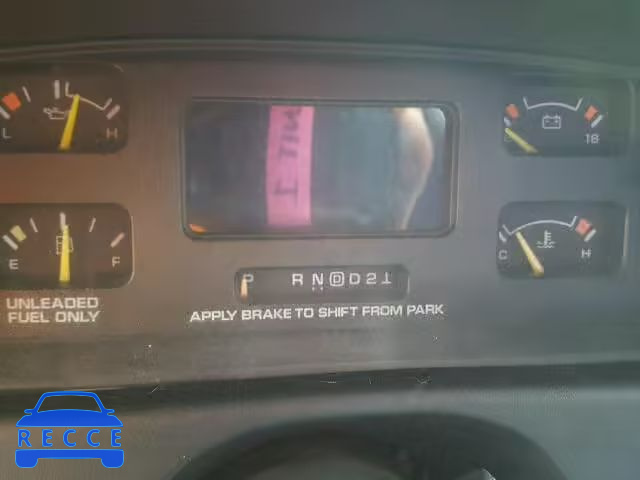 L H
18
E F
C H
P R N D D 2 1
UNLEADED
FUEL ONLY
APPLY BRAKE TO SHIFT FROM PARK
RECCE